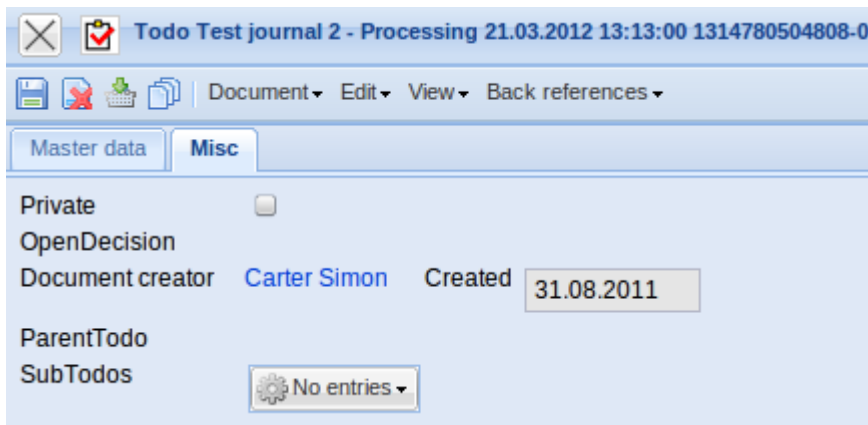 Todo Test journal 2 - Processing 21.03.2012 13:13:00 1314780504808-0
Document Edit View Back references
Master data Misc
Private
OpenDecision
Document creator Carter Simon Created 31.08.2011
ParentTodo
SubTodos No entries